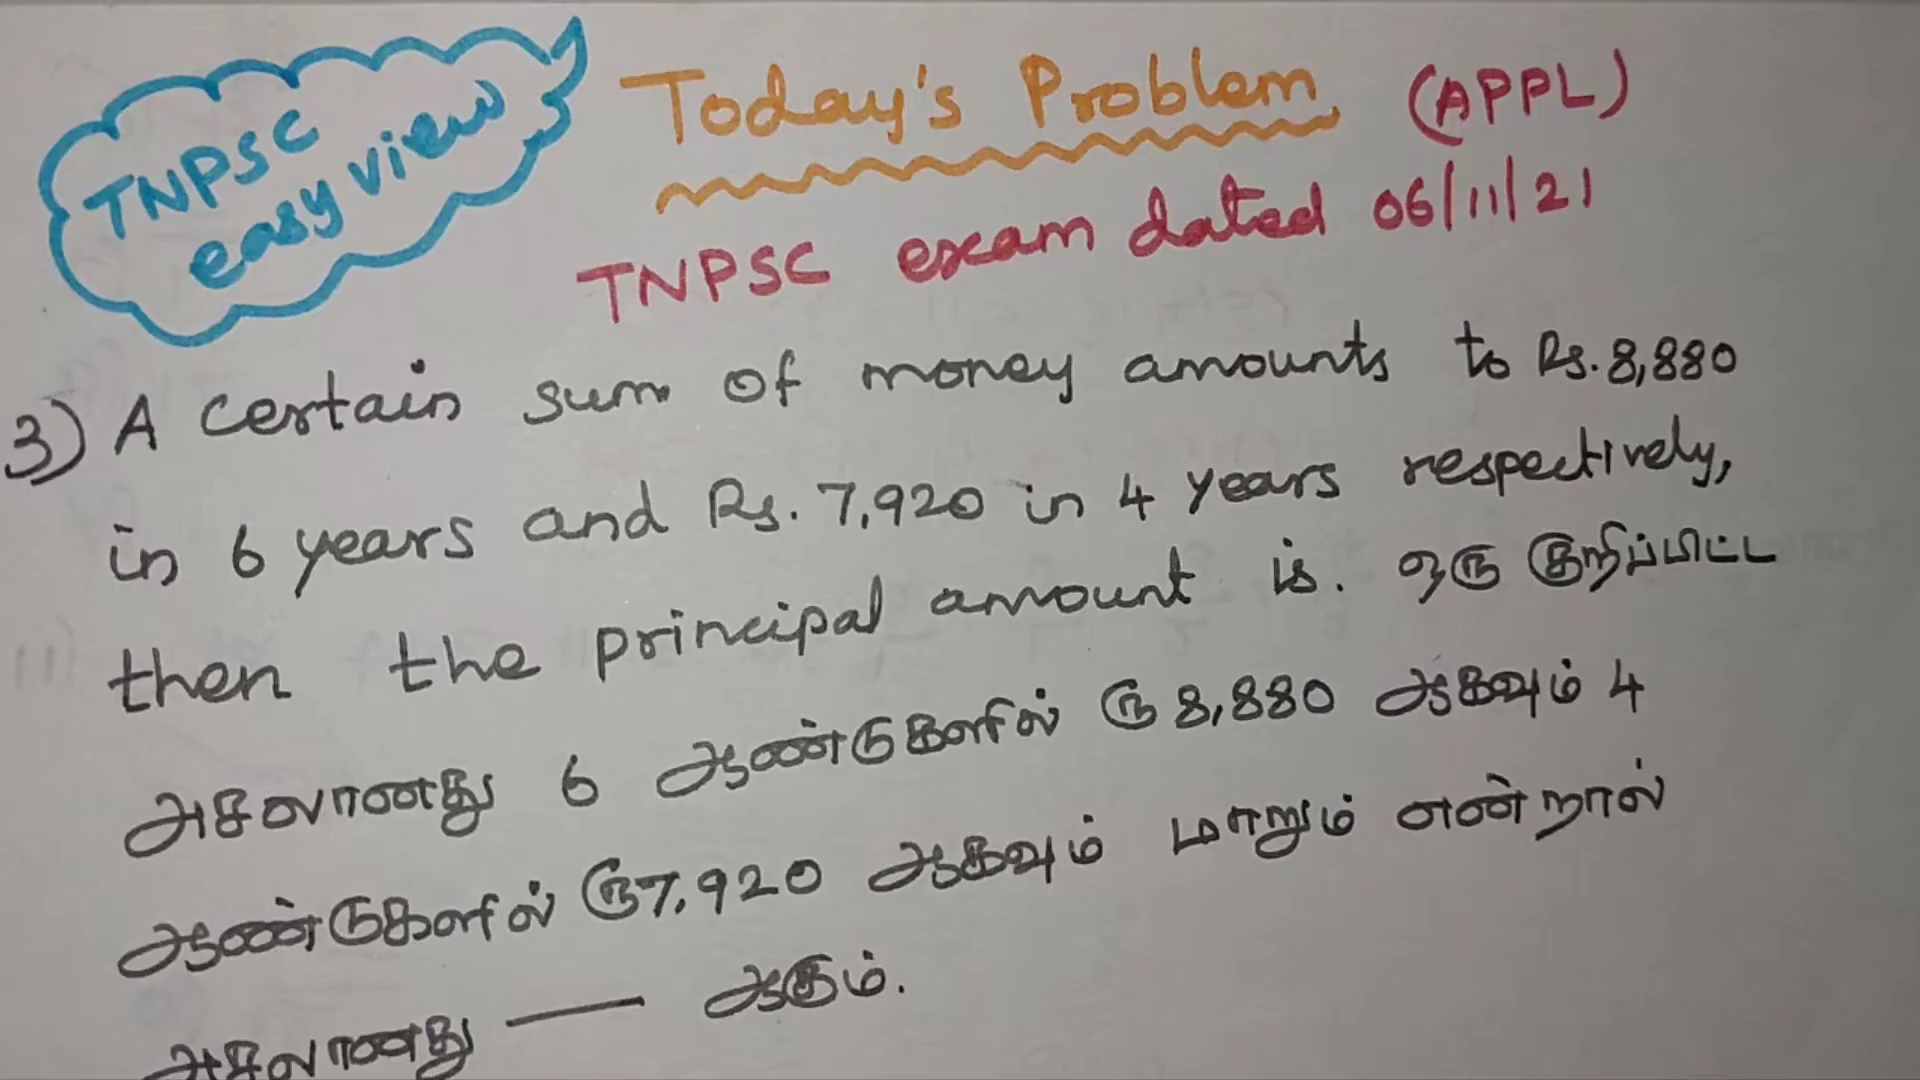 TNPSC
easy view
Today's Problem (APPL)
TNPSC exam dated 06/11/21
3) A certain sum of money amounts to Rs.8,880
in 6 years and Rs.7,920 in 4 years respectively,
then the principal amount is. ஒரு குறிப்பிட்ட
அசலானது 6 ஆண்டுகளில் ரூ 8,880 ஆகவும் 4
ஆண்டுகளில் ரூ7,920 ஆகவும் மாறும் என்றால்
அசலானது —— ஆகும்.